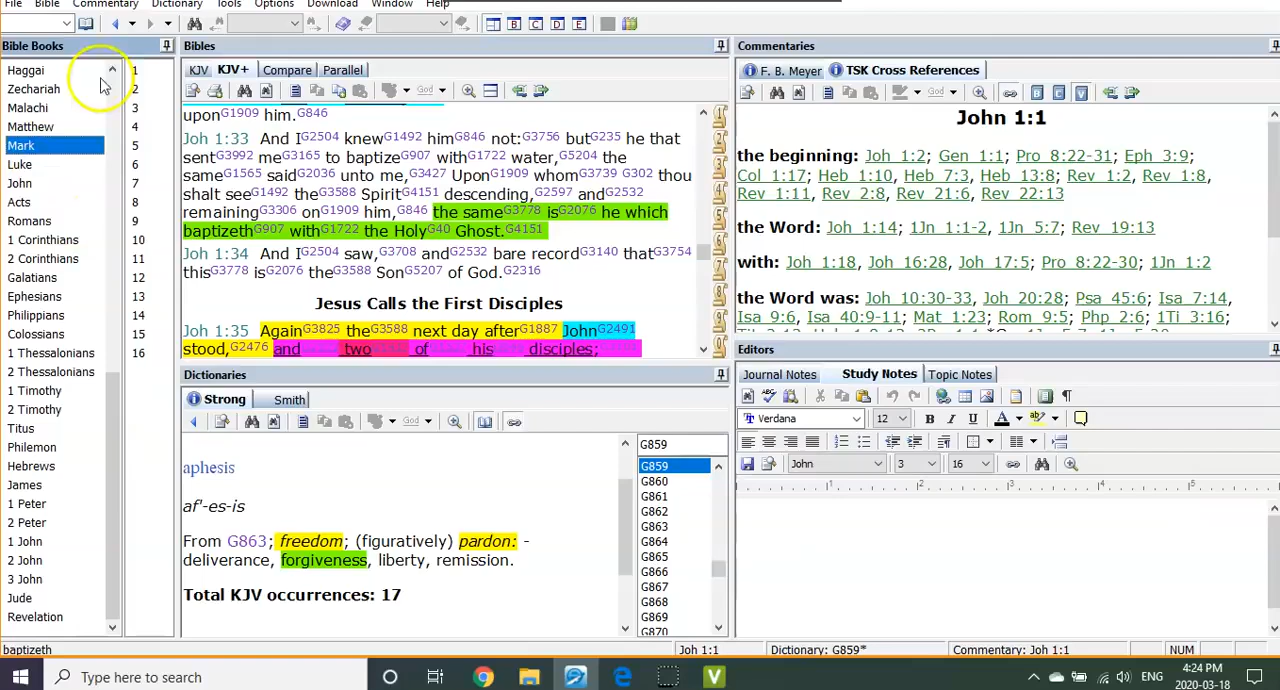 File Bible Commentary Dictionary Tools Options Download Window Help
B C D E
Bible Books
Haggai
Zechariah
Malachi
Matthew
Mark
Luke
John
Acts
Romans
1 Corinthians
2 Corinthians
Galatians
Ephesians
Philippians
Colossians
1 Thessalonians
2 Thessalonians
1 Timothy
2 Timothy
Titus
Philemon
Hebrews
James
1 Peter
2 Peter
1 John
2 John
3 John
Jude
Revelation
1
2
3
4
5
6
7
8
9
10
11
12
13
14
15
16
Bibles
KJV KJV+ Compare Parallel
God
uponG1909 him.G846
Joh 1:33 And IG2504 knewG1492 himG846 not:G3756 butG235 he that
sentG3992 meG3165 to baptizeG907 withG1722 water,G5204 the
sameG1565 saidG2036 unto me,G3427 UponG1909 whomG3739 G302 thou
shalt seeG1492 theG3588 SpiritG4151 descending,G2597 andG2532
remainingG3306 onG1909 him,G846 the sameG3778 isG2076 he which
baptizethG907 withG1722 the HolyG40 Ghost.G4151
Joh 1:34 And IG2504 saw,G3708 andG2532 bare recordG3140 thatG3754
thisG3778 isG2076 theG3588 SonG5207 of God.G2316
Jesus Calls the First Disciples
Joh 1:35 AgainG3825 theG3588 next day afterG1887 JohnG2491
stood,G2476 and two of his disciples;
Dictionaries
Strong Smith
God
aphesis
af'-es-is
From G863; freedom; (figuratively) pardon: -
deliverance, forgiveness, liberty, remission.
Total KJV occurrences: 17
G859
G859
G860
G861
G862
G863
G864
G865
G866
G867
G868
G869
G870
Commentaries
F. B. Meyer TSK Cross References
God B C V
John 1:1
the beginning: Joh 1:2; Gen 1:1; Pro 8:22-31; Eph 3:9;
Col 1:17; Heb 1:10, Heb 7:3, Heb 13:8; Rev 1:2, Rev 1:8,
Rev 1:11, Rev 2:8, Rev 21:6, Rev 22:13
the Word: Joh 1:14; 1Jn 1:1-2, 1Jn 5:7; Rev 19:13
with: Joh 1:18, Joh 16:28, Joh 17:5; Pro 8:22-30; 1Jn 1:2
the Word was: Joh 10:30-33, Joh 20:28; Psa 45:6; Isa 7:14,
Isa 9:6, Isa 40:9-11; Mat 1:23; Rom 9:5; Php 2:6; 1Ti 3:16;
Editors
Journal Notes Study Notes Topic Notes
Verdana 12 B I U A
John 3 16
1 2 3 4 5
baptizeth Joh 1:1 Dictionary: G859* Commentary: Joh 1:1 NUM
Type here to search
ENG
4:24 PM
2020-03-18